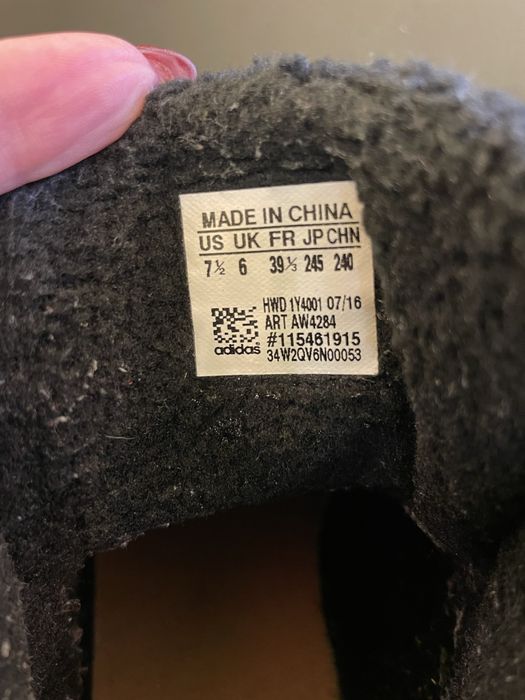 MADE IN CHINA
US UK FR JP CHN
7½ 6 39⅓ 245 240
HWD 1Y4001 07/16
ART AW4284
#115461915
adidas 34W2QV6N00053